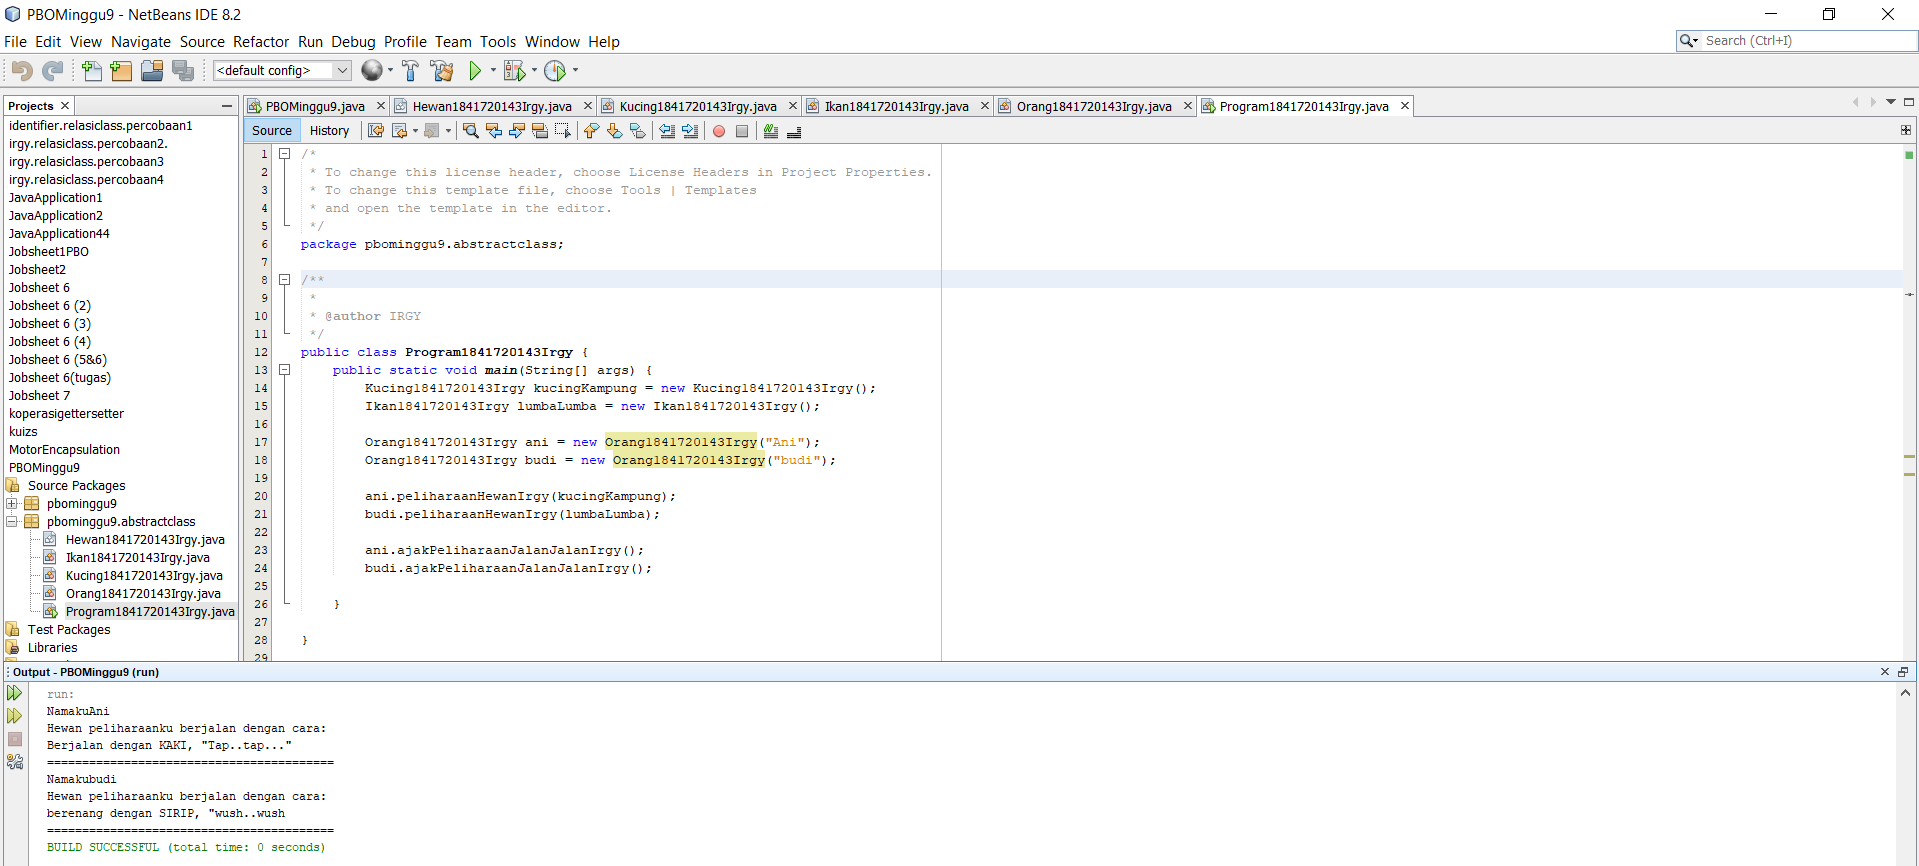 PBOMinggu9 - NetBeans IDE 8.2
File Edit View Navigate Source Refactor Run Debug Profile Team Tools Window Help
Search (Ctrl+I)
<default config>
Projects
PBOMinggu9.java
Hewan1841720143Irgy.java
Kucing1841720143Irgy.java
Ikan1841720143Irgy.java
Orang1841720143Irgy.java
Program1841720143Irgy.java
identifier.relasiclass.percobaan1
irgy.relasiclass.percobaan2.
irgy.relasiclass.percobaan3
irgy.relasiclass.percobaan4
JavaApplication1
JavaApplication2
JavaApplication44
Jobsheet1PBO
Jobsheet2
Jobsheet 6
Jobsheet 6 (2)
Jobsheet 6 (3)
Jobsheet 6 (4)
Jobsheet 6 (5&6)
Jobsheet 6(tugas)
Jobsheet 7
koperasigettersetter
kuizs
MotorEncapsulation
PBOMinggu9
Source Packages
pbominggu9
pbominggu9.abstractclass
Hewan1841720143Irgy.java
Ikan1841720143Irgy.java
Kucing1841720143Irgy.java
Orang1841720143Irgy.java
Program1841720143Irgy.java
Test Packages
Libraries
Source History
1 /*
2 * To change this license header, choose License Headers in Project Properties.
3 * To change this template file, choose Tools | Templates
4 * and open the template in the editor.
5 */
6 package pbominggu9.abstractclass;
7
8 /**
9 *
10 * @author IRGY
11 */
12 public class Program1841720143Irgy {
13 public static void main(String[] args) {
14 Kucing1841720143Irgy kucingKampung = new Kucing1841720143Irgy();
15 Ikan1841720143Irgy lumbaLumba = new Ikan1841720143Irgy();
16
17 Orang1841720143Irgy ani = new Orang1841720143Irgy("Ani");
18 Orang1841720143Irgy budi = new Orang1841720143Irgy("budi");
19
20 ani.peliharaanHewanIrgy(kucingKampung);
21 budi.peliharaanHewanIrgy(lumbaLumba);
22
23 ani.ajakPeliharaanJalanJalanIrgy();
24 budi.ajakPeliharaanJalanJalanIrgy();
25
26 }
27
28 }
29
Output - PBOMinggu9 (run)
run:
NamakuAni
Hewan peliharaanku berjalan dengan cara:
Berjalan dengan KAKI, "Tap..tap..."
=========================================
Namakubudi
Hewan peliharaanku berjalan dengan cara:
berenang dengan SIRIP, "wush..wush
=========================================
BUILD SUCCESSFUL (total time: 0 seconds)